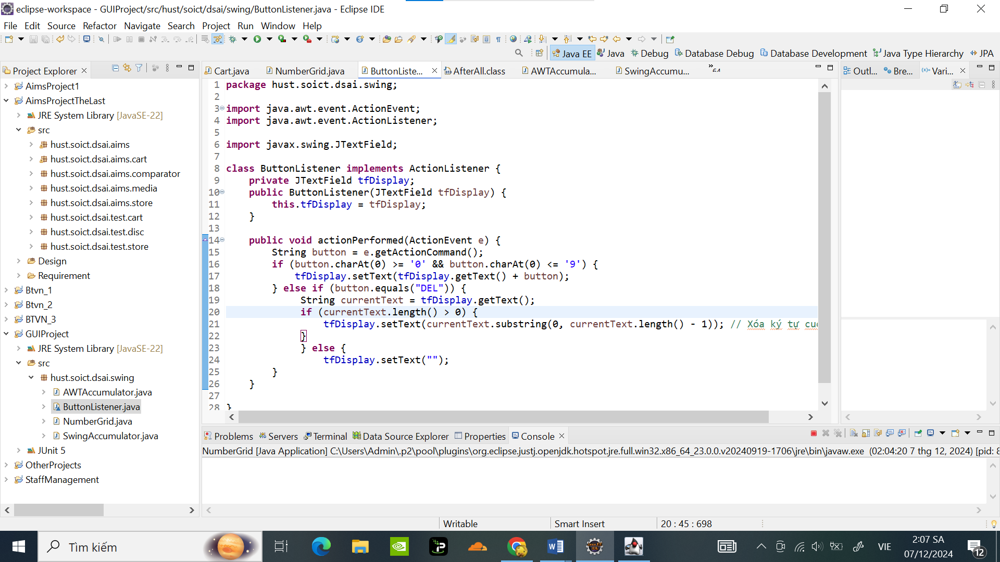 eclipse-workspace - GUIProject/src/hust/soict/dsai/swing/ButtonListener.java - Eclipse IDE
File Edit Source Refactor Navigate Search Project Run Window Help
Java EE Java Debug Database Debug Database Development Java Type Hierarchy JPA
Project Explorer
AimsProject1
AimsProjectTheLast
JRE System Library [JavaSE-22]
src
hust.soict.dsai.aims
hust.soict.dsai.aims.cart
hust.soict.dsai.aims.comparator
hust.soict.dsai.aims.media
hust.soict.dsai.aims.store
hust.soict.dsai.test.cart
hust.soict.dsai.test.disc
hust.soict.dsai.test.store
Design
Requirement
Btvn_1
Btvn_2
BTVN_3
GUIProject
JRE System Library [JavaSE-22]
src
hust.soict.dsai.swing
AWTAccumulator.java
ButtonListener.java
NumberGrid.java
SwingAccumulator.java
JUnit 5
OtherProjects
StaffManagement
Cart.java NumberGrid.java ButtonListe... AfterAll.class AWTAccumula... SwingAccumu... »64
1 package hust.soict.dsai.swing;
2
3 import java.awt.event.ActionEvent;
4 import java.awt.event.ActionListener;
5
6 import javax.swing.JTextField;
7
8 class ButtonListener implements ActionListener {
9 private JTextField tfDisplay;
10 public ButtonListener(JTextField tfDisplay) {
11 this.tfDisplay = tfDisplay;
12 }
13
14 public void actionPerformed(ActionEvent e) {
15 String button = e.getActionCommand();
16 if (button.charAt(0) >= '0' && button.charAt(0) <= '9') {
17 tfDisplay.setText(tfDisplay.getText() + button);
18 } else if (button.equals("DEL")) {
19 String currentText = tfDisplay.getText();
20 if (currentText.length() > 0) {
21 tfDisplay.setText(currentText.substring(0, currentText.length() - 1)); // Xóa ký tự
22 }
23 } else {
24 tfDisplay.setText("");
25 }
26 }
27
28 }
Outl... Bre... Vari...
Problems Servers Terminal Data Source Explorer Properties Console
NumberGrid [Java Application] C:\Users\Admin\.p2\pool\plugins\org.eclipse.justj.openjdk.hotspot.jre.full.win32.x86_64_23.0.0.v20240919-1706\jre\bin\javaw.exe (02:04:20 7 thg 12, 2024) [pid: 8
Writable Smart Insert 20 : 45 : 698
Tìm kiếm
VIE
2:07 SA
07/12/2024
12